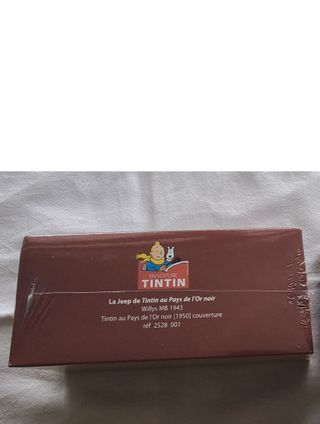 EN VOITURE
TINTIN
La Jeep de Tintin au Pays de l'Or noir
Willys MB 1943
Tintin au Pays de l'Or noir [1950] couverture
réf 2528 001